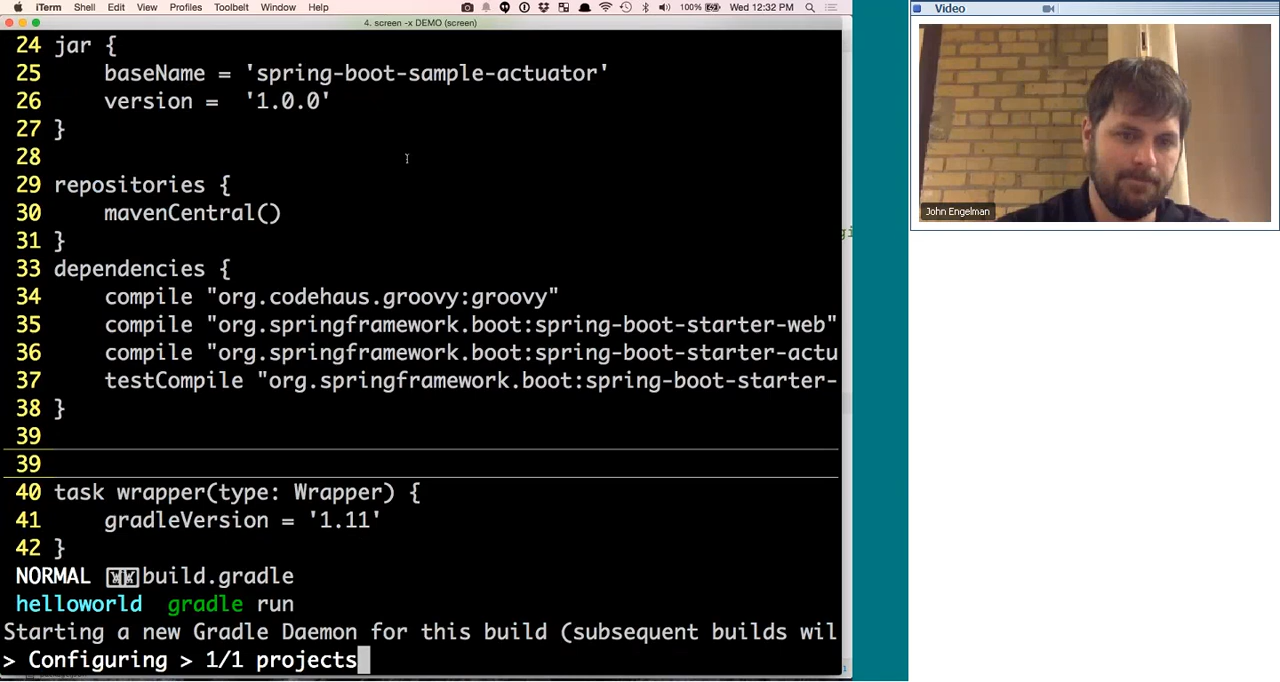 iTerm Shell Edit View Profiles Toolbelt Window Help 100% Wed 12:32 PM
4. screen -x DEMO (screen)
Video
24 jar {
25 baseName = 'spring-boot-sample-actuator'
26 version = '1.0.0'
27 }
28
29 repositories {
30 mavenCentral()
31 }
33 dependencies {
34 compile "org.codehaus.groovy:groovy"
35 compile "org.springframework.boot:spring-boot-starter-web"
36 compile "org.springframework.boot:spring-boot-starter-actu
37 testCompile "org.springframework.boot:spring-boot-starter-
38 }
39
39
40 task wrapper(type: Wrapper) {
41 gradleVersion = '1.11'
42 }
NORMAL build.gradle
helloworld gradle run
Starting a new Gradle Daemon for this build (subsequent builds wil
> Configuring > 1/1 projects
John Engelman